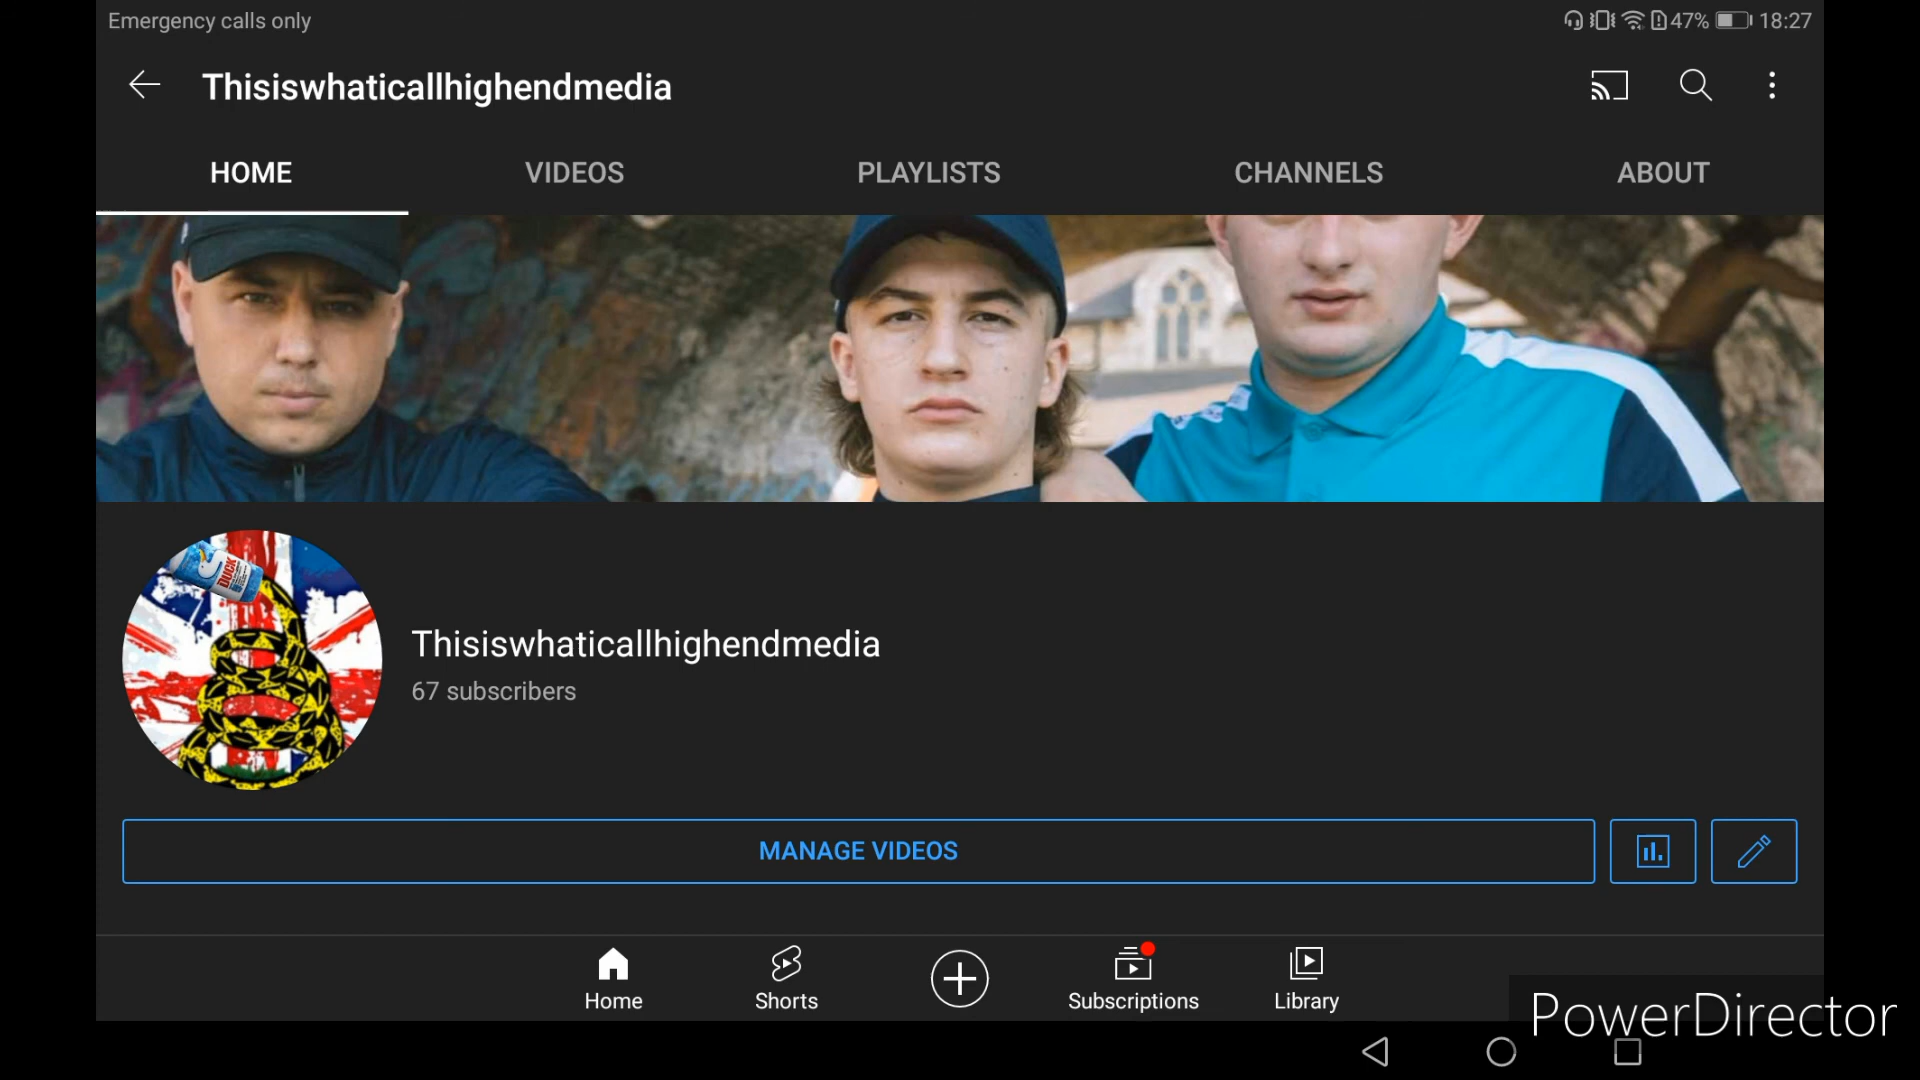 Emergency calls only
47% 18:27
Thisiswhaticallhighendmedia
HOME VIDEOS PLAYLISTS CHANNELS ABOUT
DUCK
Thisiswhaticallhighendmedia
67 subscribers
MANAGE VIDEOS
Home Shorts Subscriptions Library
PowerDirector